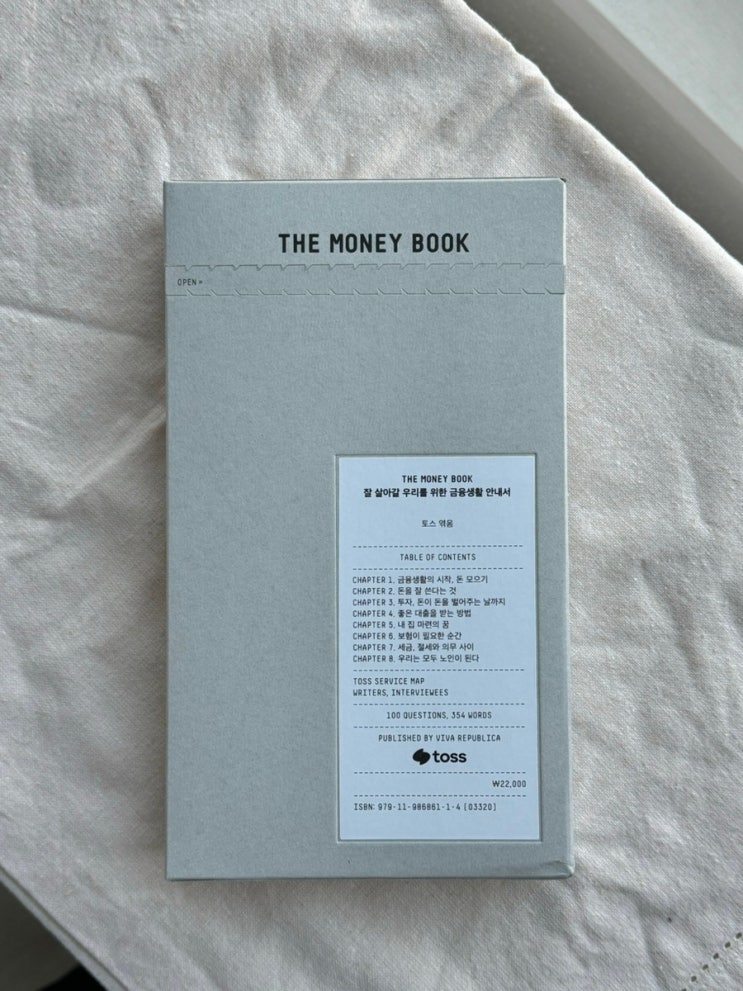 THE MONEY BOOK
OPEN »
THE MONEY BOOK
잘 살아갈 우리를 위한 금융생활 안내서
토스 엮음
TABLE OF CONTENTS
CHAPTER 1. 금융생활의 시작, 돈 모으기
CHAPTER 2. 돈을 잘 쓴다는 것
CHAPTER 3. 투자, 돈이 돈을 벌어주는 날까지
CHAPTER 4. 좋은 대출을 받는 방법
CHAPTER 5. 내 집 마련의 꿈
CHAPTER 6. 보험이 필요한 순간
CHAPTER 7. 세금, 절세와 의무 사이
CHAPTER 8. 우리는 모두 노인이 된다
TOSS SERVICE MAP
WRITERS, INTERVIEWEES
100 QUESTIONS, 354 WORDS
PUBLISHED BY VIVA REPUBLICA
toss
₩22,000
ISBN: 979-11-986861-1-4 [03320]